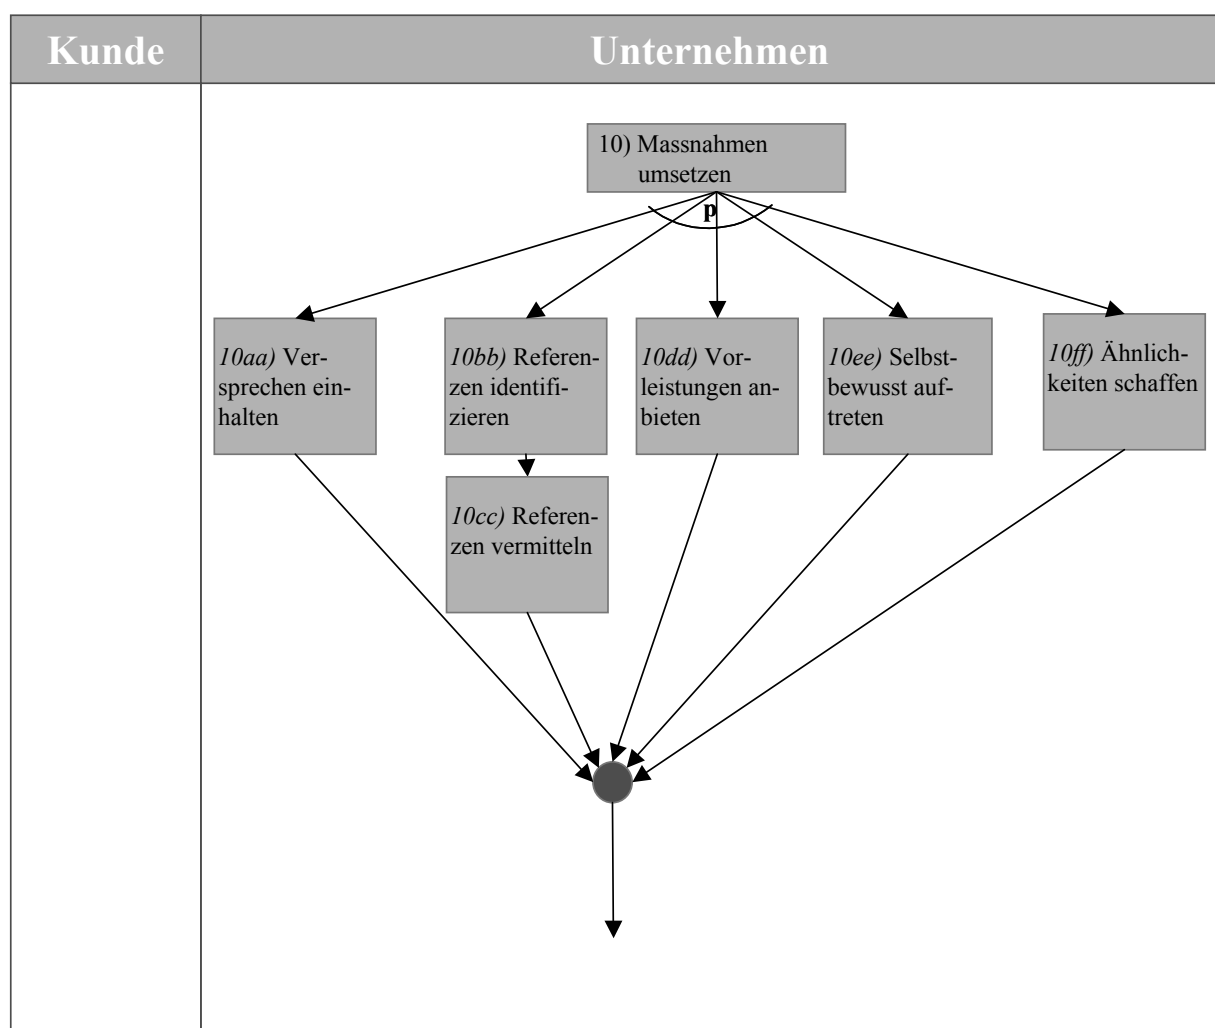 Kunde
Unternehmen
10) Massnahmen
umsetzen
p
10aa) Ver-
sprechen ein-
halten
10bb) Referen-
zen identifi-
zieren
10dd) Vor-
leistungen an-
bieten
10ee) Selbst-
bewusst auf-
treten
10ff) Ähnlich-
keiten schaffen
10cc) Referen-
zen vermitteln